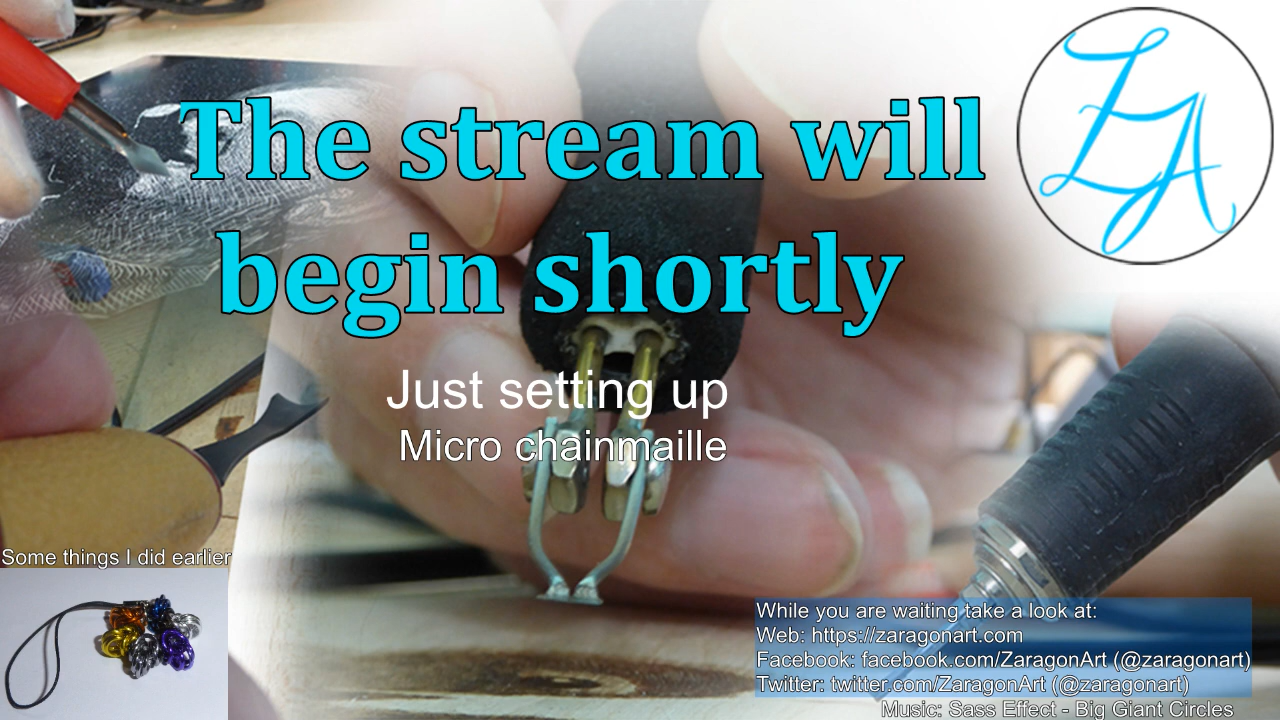 The stream will
begin shortly
ZA
Just setting up
Micro chainmaille
Some things I did earlier
While you are waiting take a look at:
Web: https://zaragonart.com
Facebook: facebook.com/ZaragonArt (@zaragonart)
Twitter: twitter.com/ZaragonArt (@zaragonart)
Music: Sass Effect - BIg Giant Circles